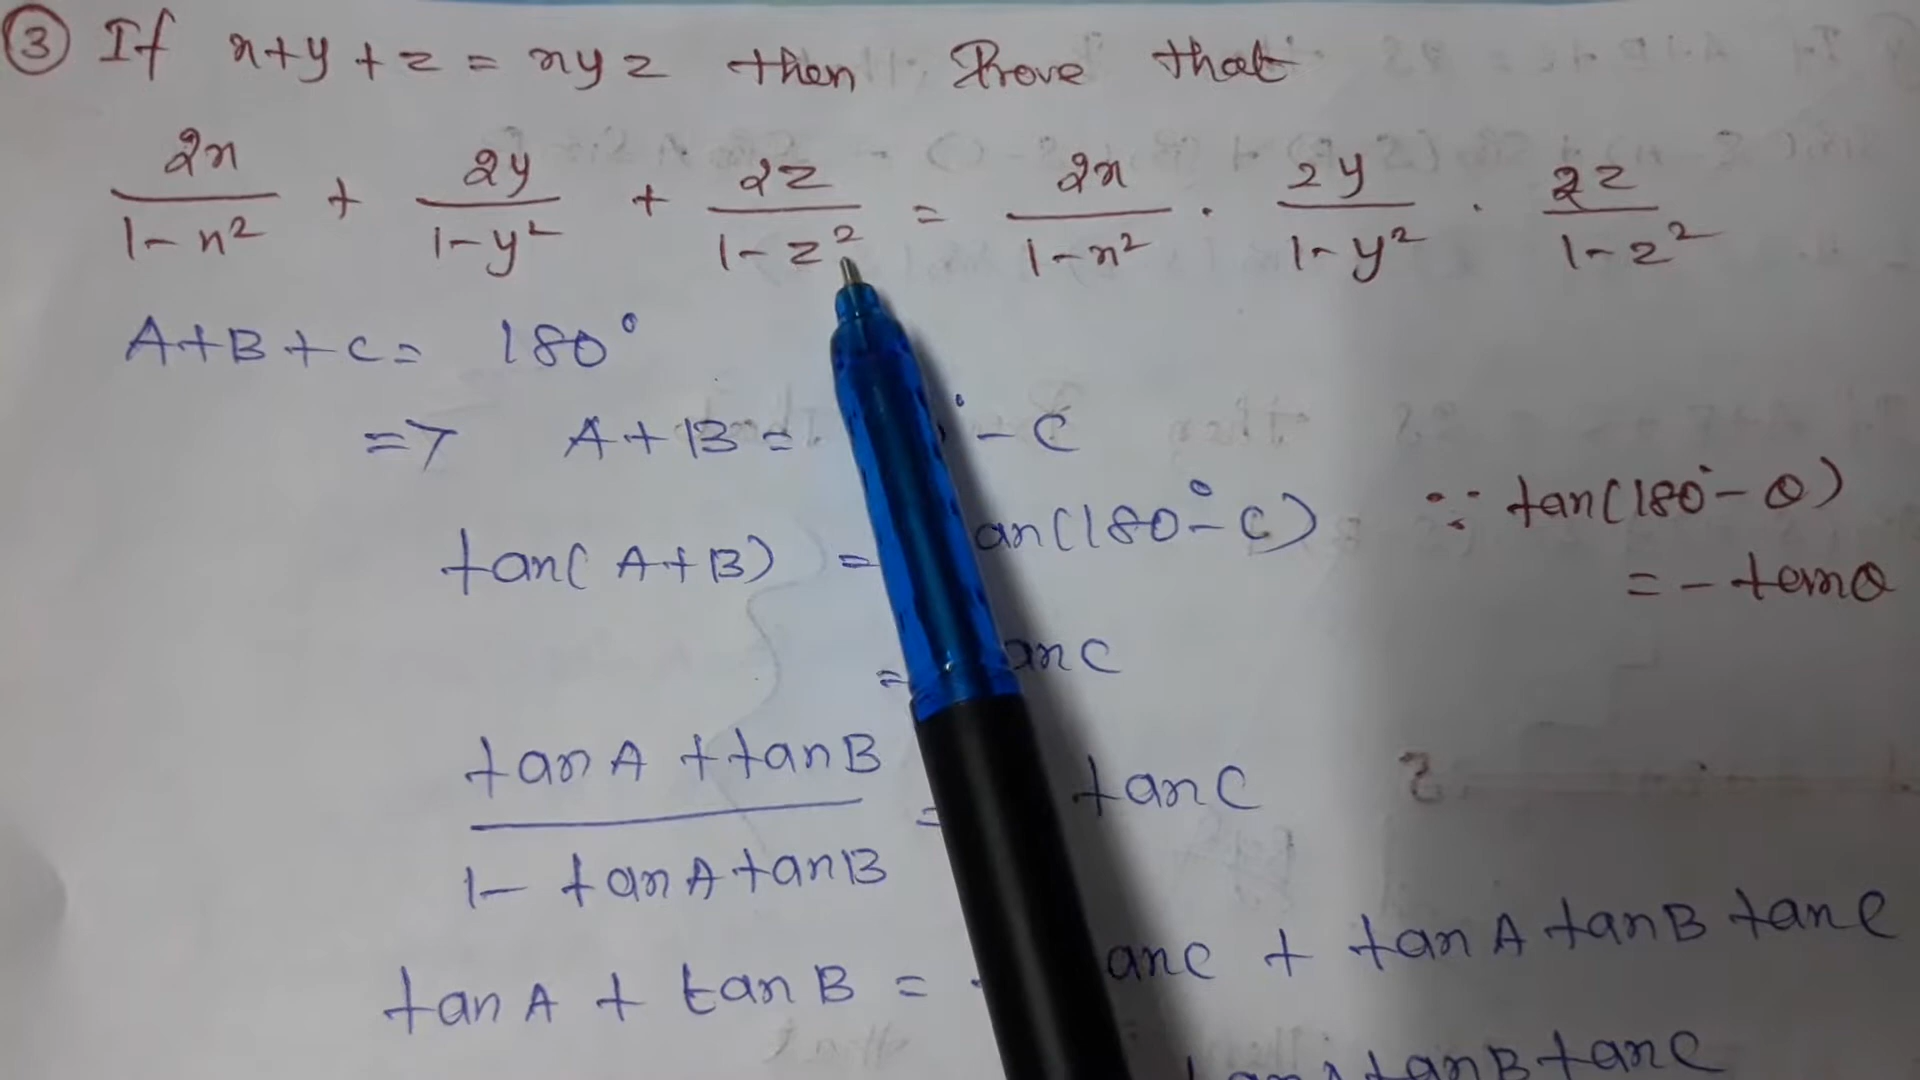 3 If x+y+z = xyz then Prove that
2x/1-x² + 2y/1-y² + 2z/1-z² = 2x/1-x² · 2y/1-y² · 2z/1-z²
A+B+C= 180°
=> A+B = ° - C
tan(A+B) = an(180°-C) ∵ tan(180°-θ)
= - tanθ
= anC
tanA + tanB / 1- tanA tanB = tanC
tanA + tanB = anC + tanA tanB tanC
tanB tanC